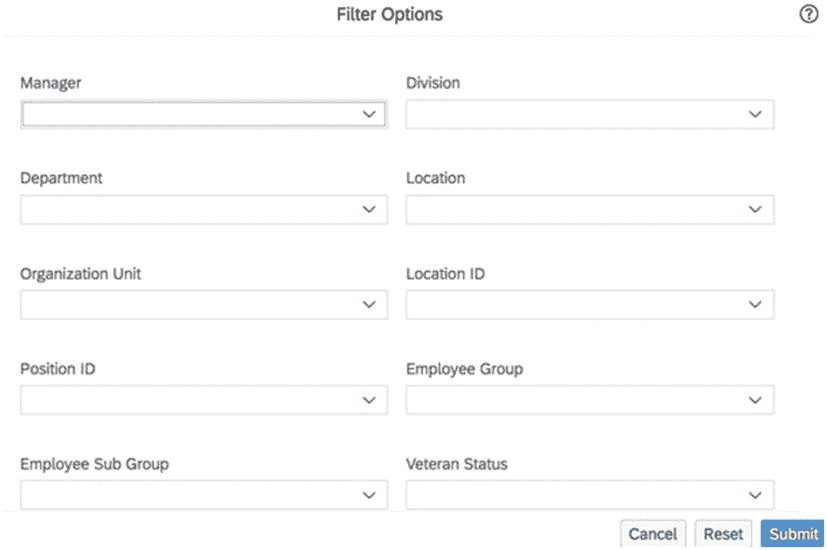 Filter Options
Manager Division
Department Location
Organization Unit Location ID
Position ID Employee Group
Employee Sub Group Veteran Status
Cancel Reset Submit